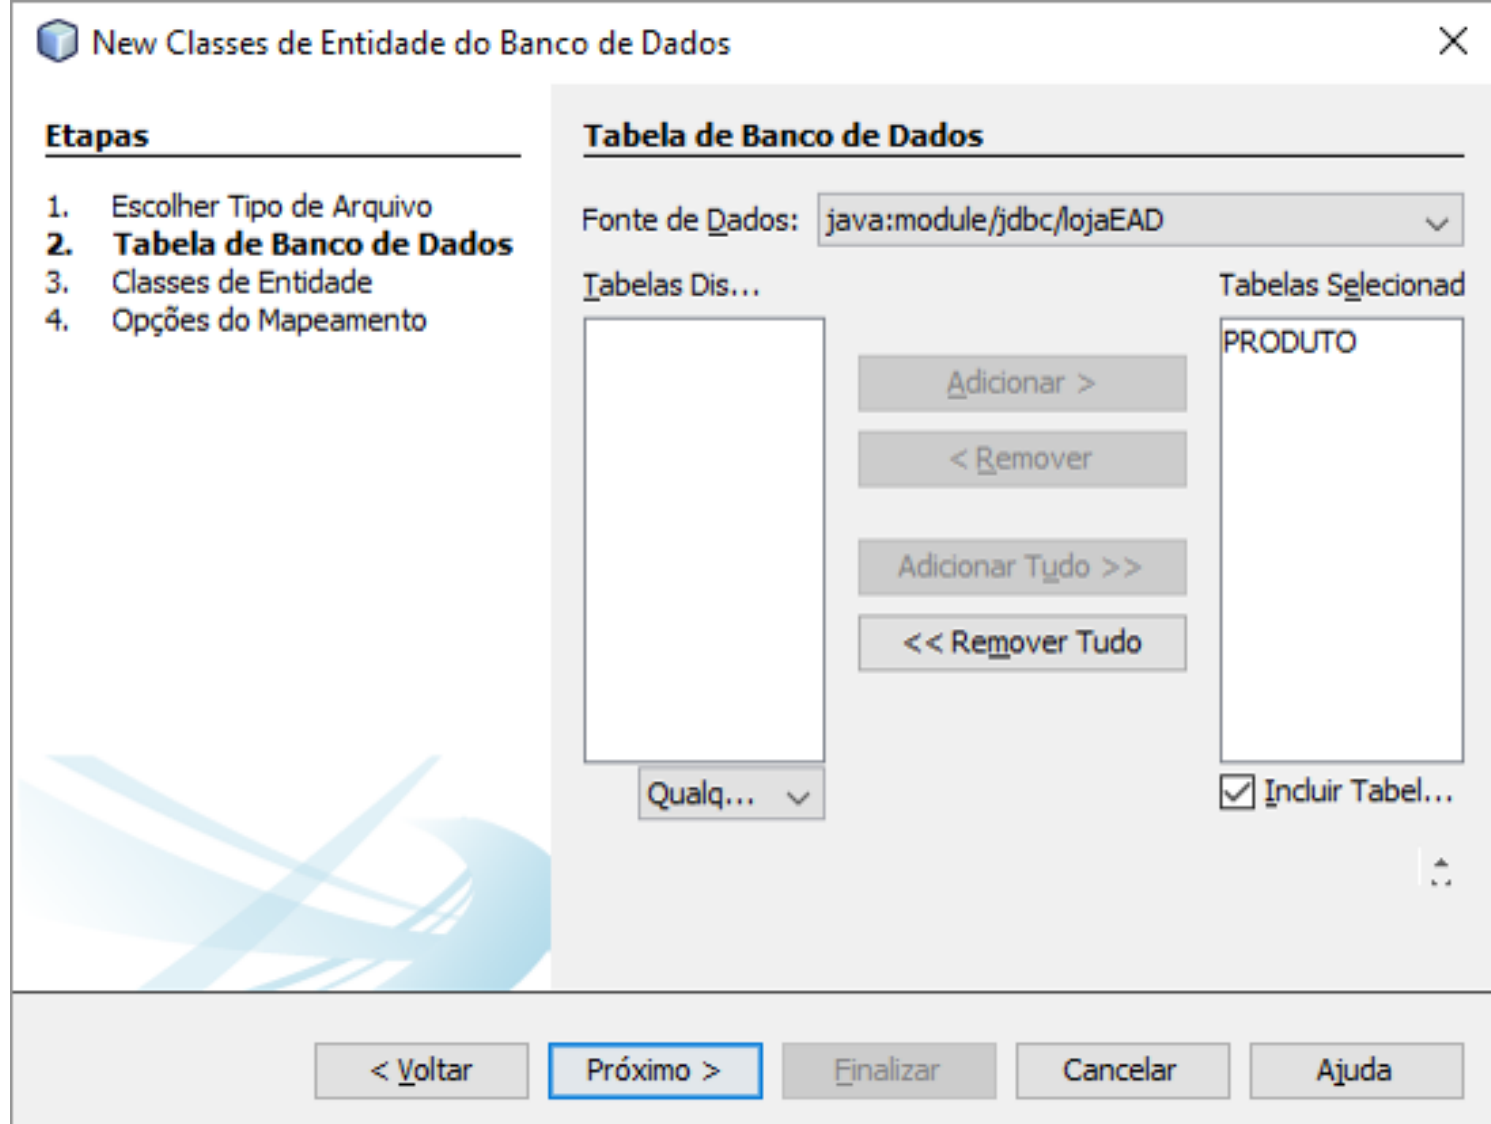 New Classes de Entidade do Banco de Dados
Etapas
1. Escolher Tipo de Arquivo
2. Tabela de Banco de Dados
3. Classes de Entidade
4. Opções do Mapeamento
Tabela de Banco de Dados
Fonte de Dados: java:module/jdbc/lojaEAD
Tabelas Dis...
Tabelas Selecionad
PRODUTO
Adicionar >
< Remover
Adicionar Tudo >>
<< Remover Tudo
Qualq...
Incluir Tabel...
< Voltar
Próximo >
Finalizar
Cancelar
Ajuda